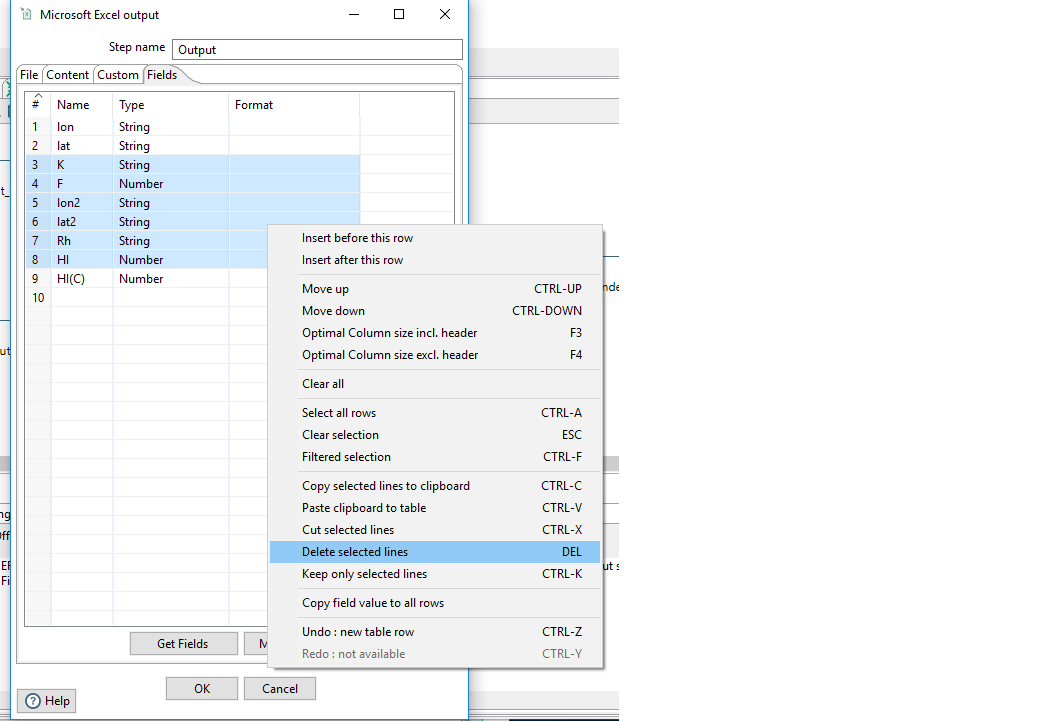 Microsoft Excel output
Step name Output
File Content Custom Fields
# Name Type Format
1 lon String
2 lat String
3 K String
4 F Number
5 lon2 String
6 lat2 String
7 Rh String
8 HI Number
9 HI(C) Number
10
Insert before this row
Insert after this row
Move up CTRL-UP
Move down CTRL-DOWN
Optimal Column size incl. header F3
Optimal Column size excl. header F4
Clear all
Select all rows CTRL-A
Clear selection ESC
Filtered selection CTRL-F
Copy selected lines to clipboard CTRL-C
Paste clipboard to table CTRL-V
Cut selected lines CTRL-X
Delete selected lines DEL
Keep only selected lines CTRL-K
Copy field value to all rows
Undo : new table row CTRL-Z
Redo : not available CTRL-Y
Get Fields M
OK Cancel
? Help